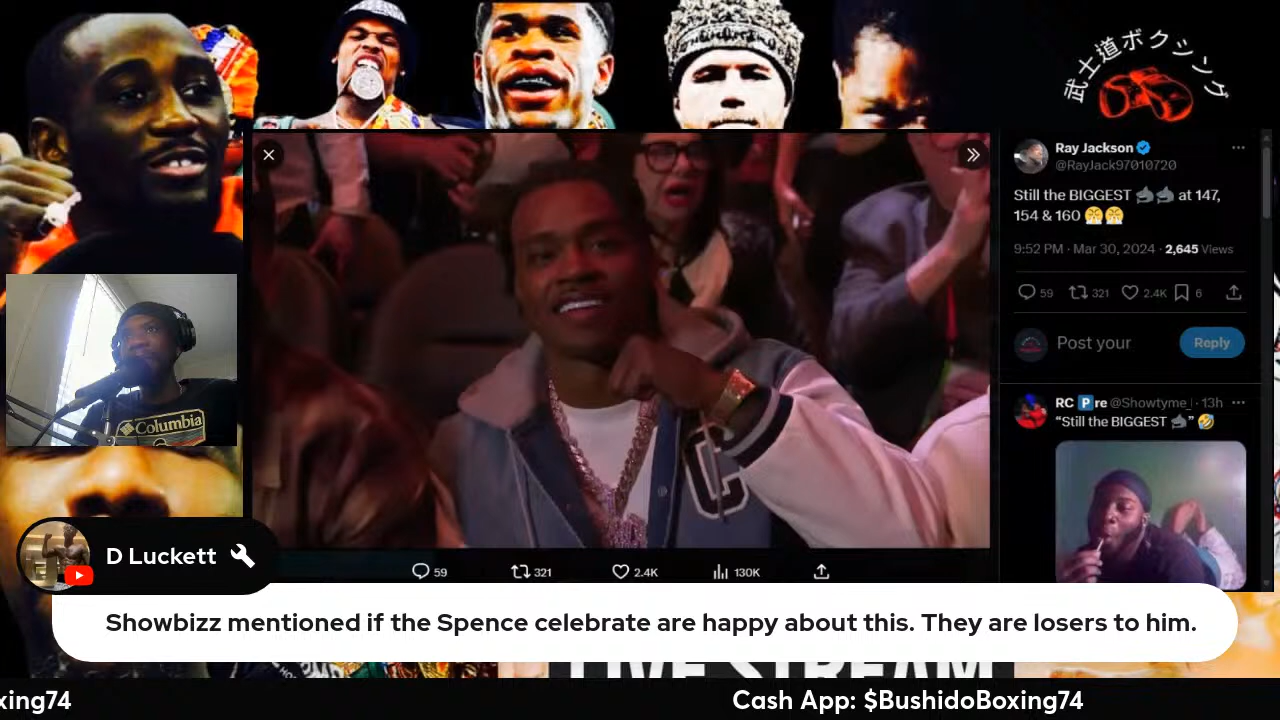 武士道ボクシング
Ray Jackson
@RayJack97010720
Still the BIGGEST at 147,
154 & 160
9:52 PM · Mar 30, 2024 · 2,645 Views
59 321 2.4K 6
Post your
Reply
RC P re @Showtyme_ · 13h
“Still the BIGGEST ”
Columbia
C
59 321 2.4K 130K
D Luckett
Showbizz mentioned if the Spence celebrate are happy about this. They are losers to him.
LIVE STREAM
xing74
Cash App: $BushidoBoxing74